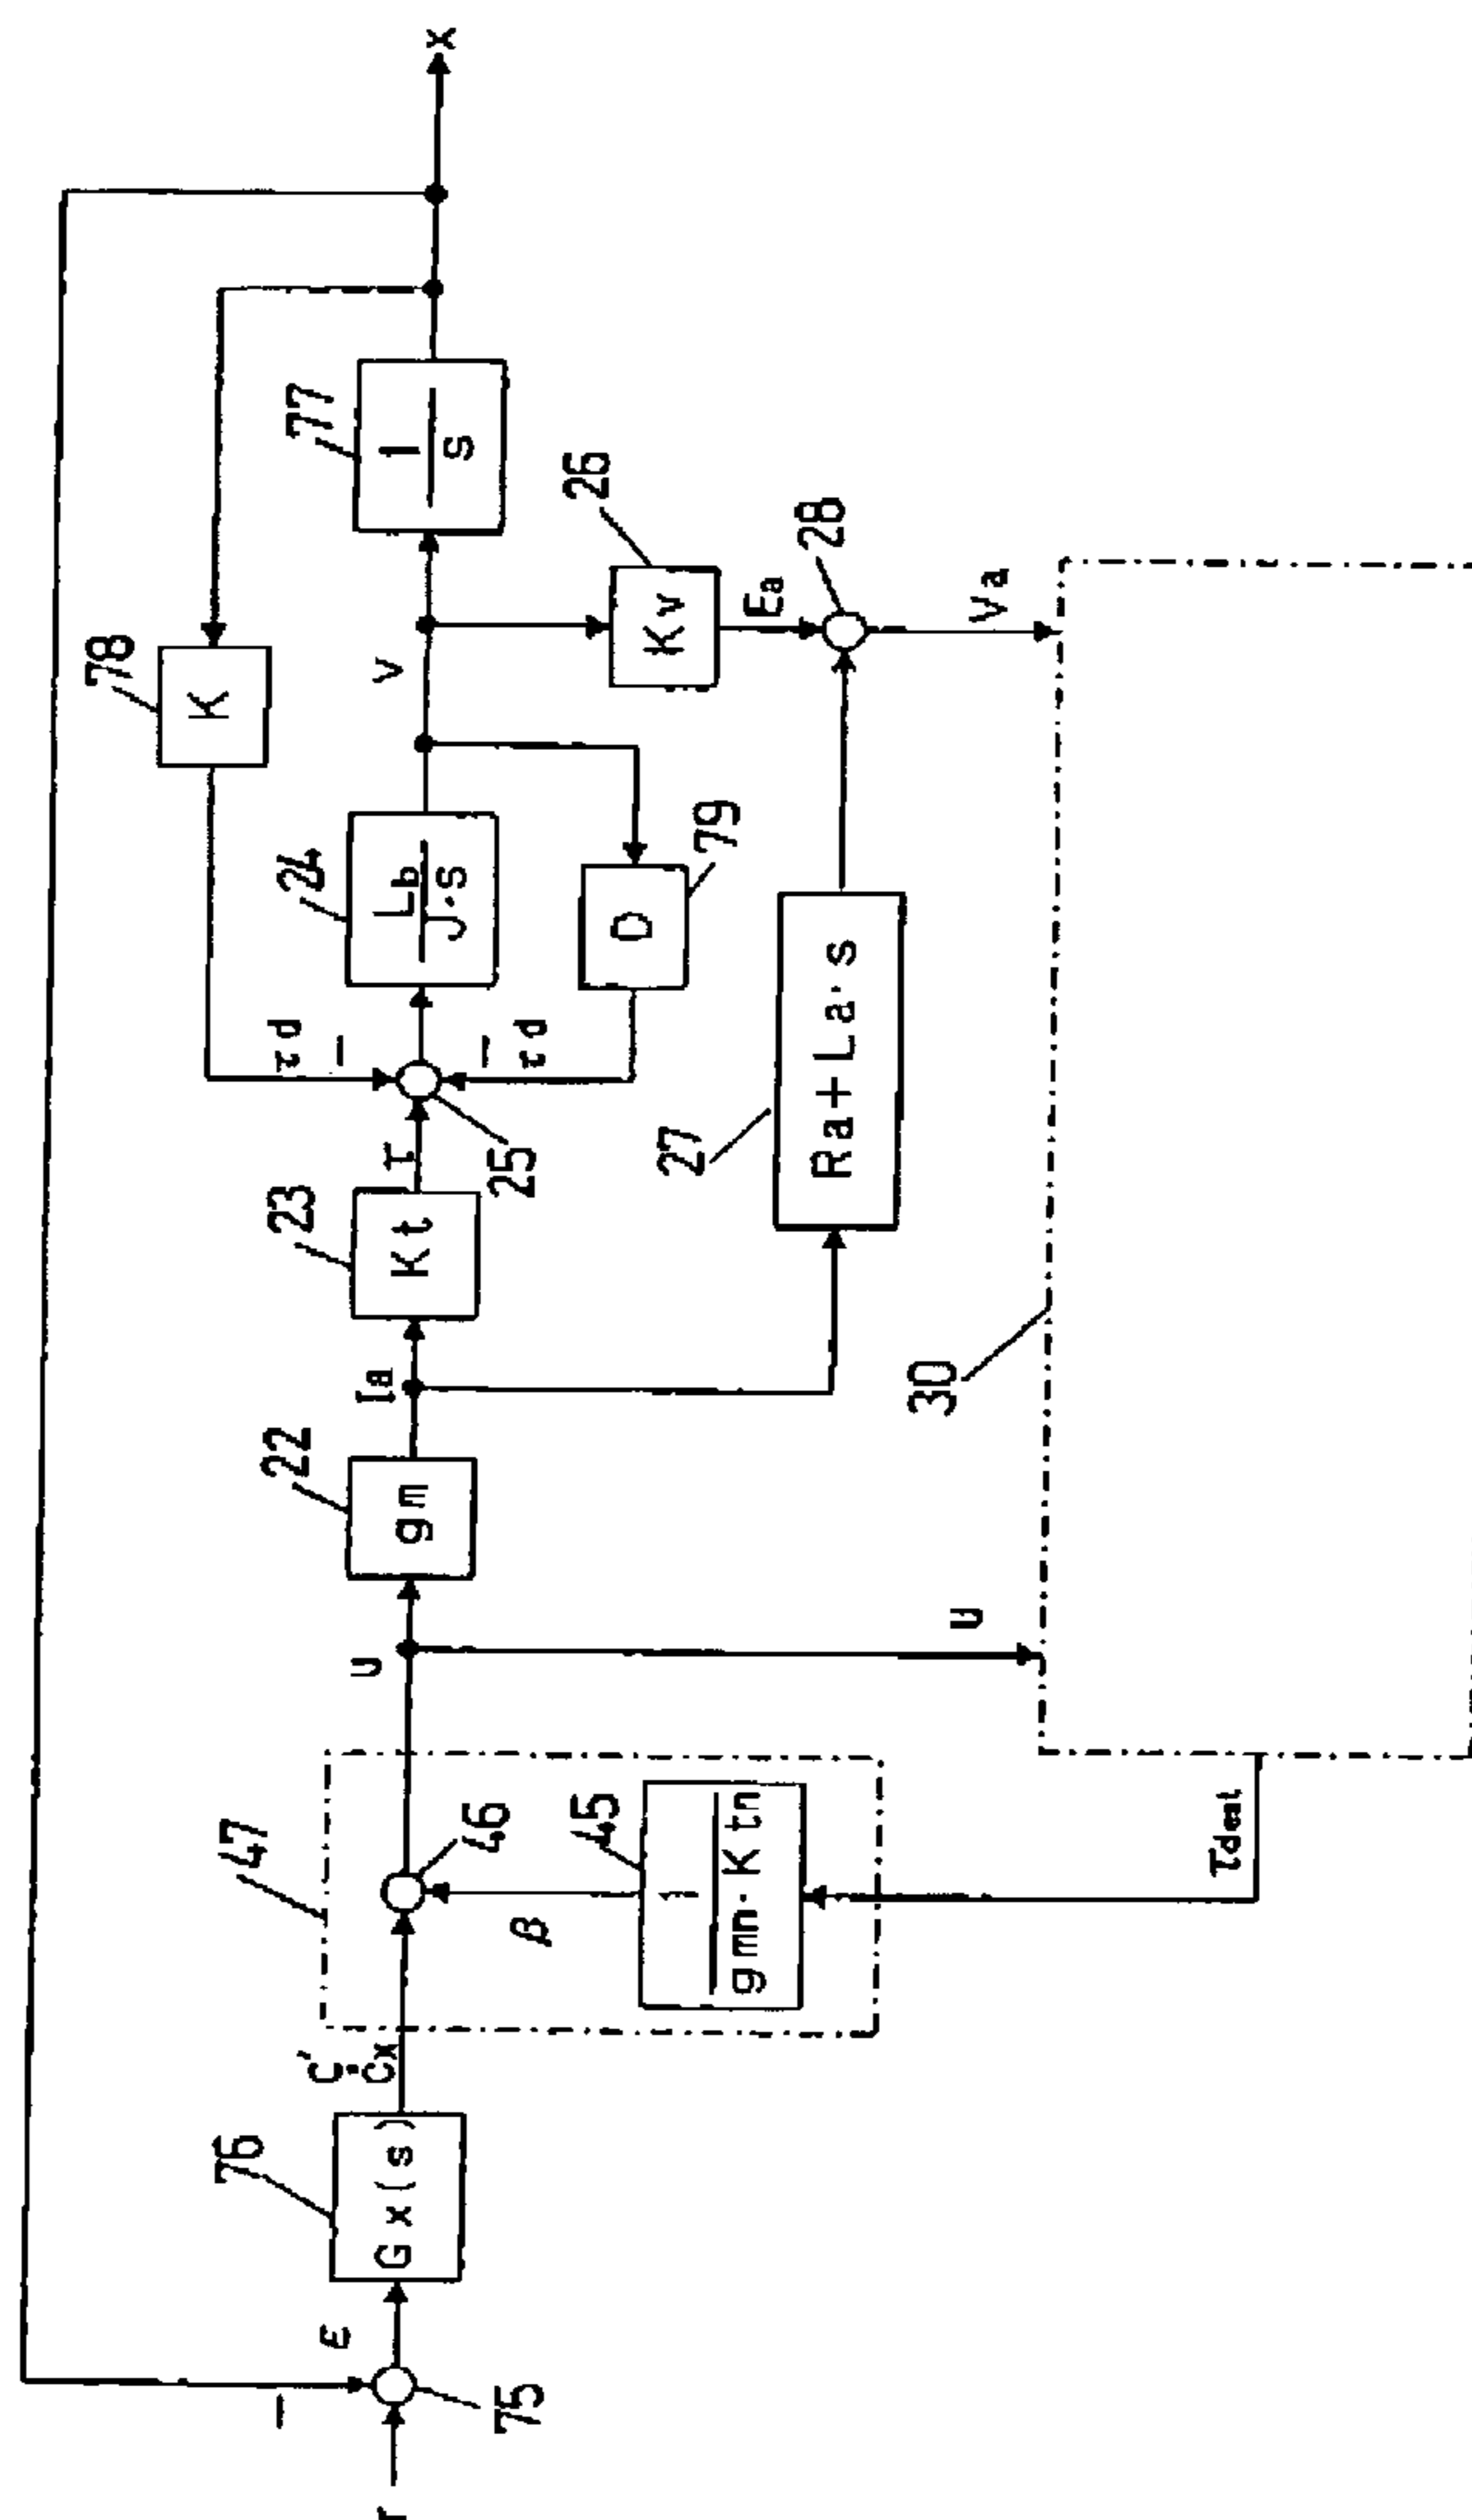 r
75
−
ε
76
G x ( s )
C, Cx
47
46
45
1
gmn · Ktn
β
τdest
u
U
22
gm
Ia
23
Kt
τ
25
τd
−
−
τd
24
Lb
J·s
v
D
79
78
K
77
1
s
26
Kv
Ea
28
Va
27
Ra+La·s
30
x